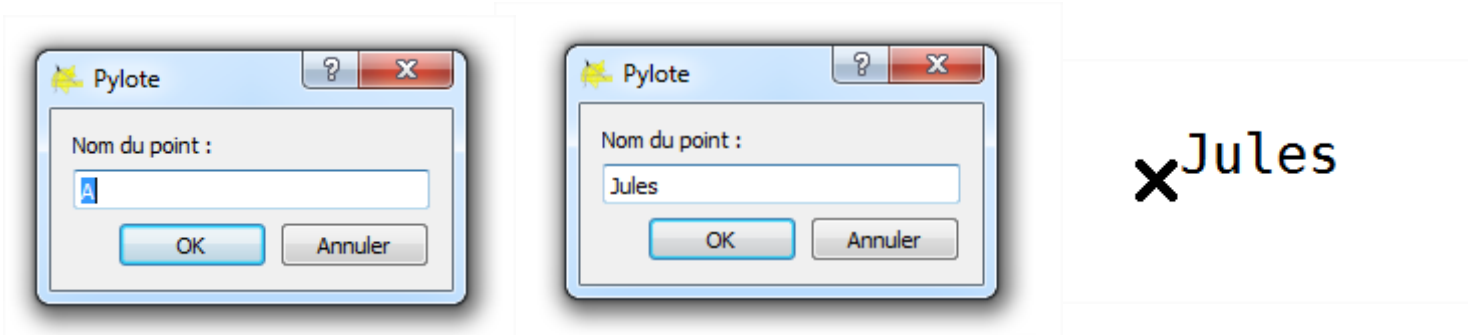 Pylote
Nom du point :
A
OK Annuler
Pylote
Nom du point :
Jules
OK Annuler
Jules